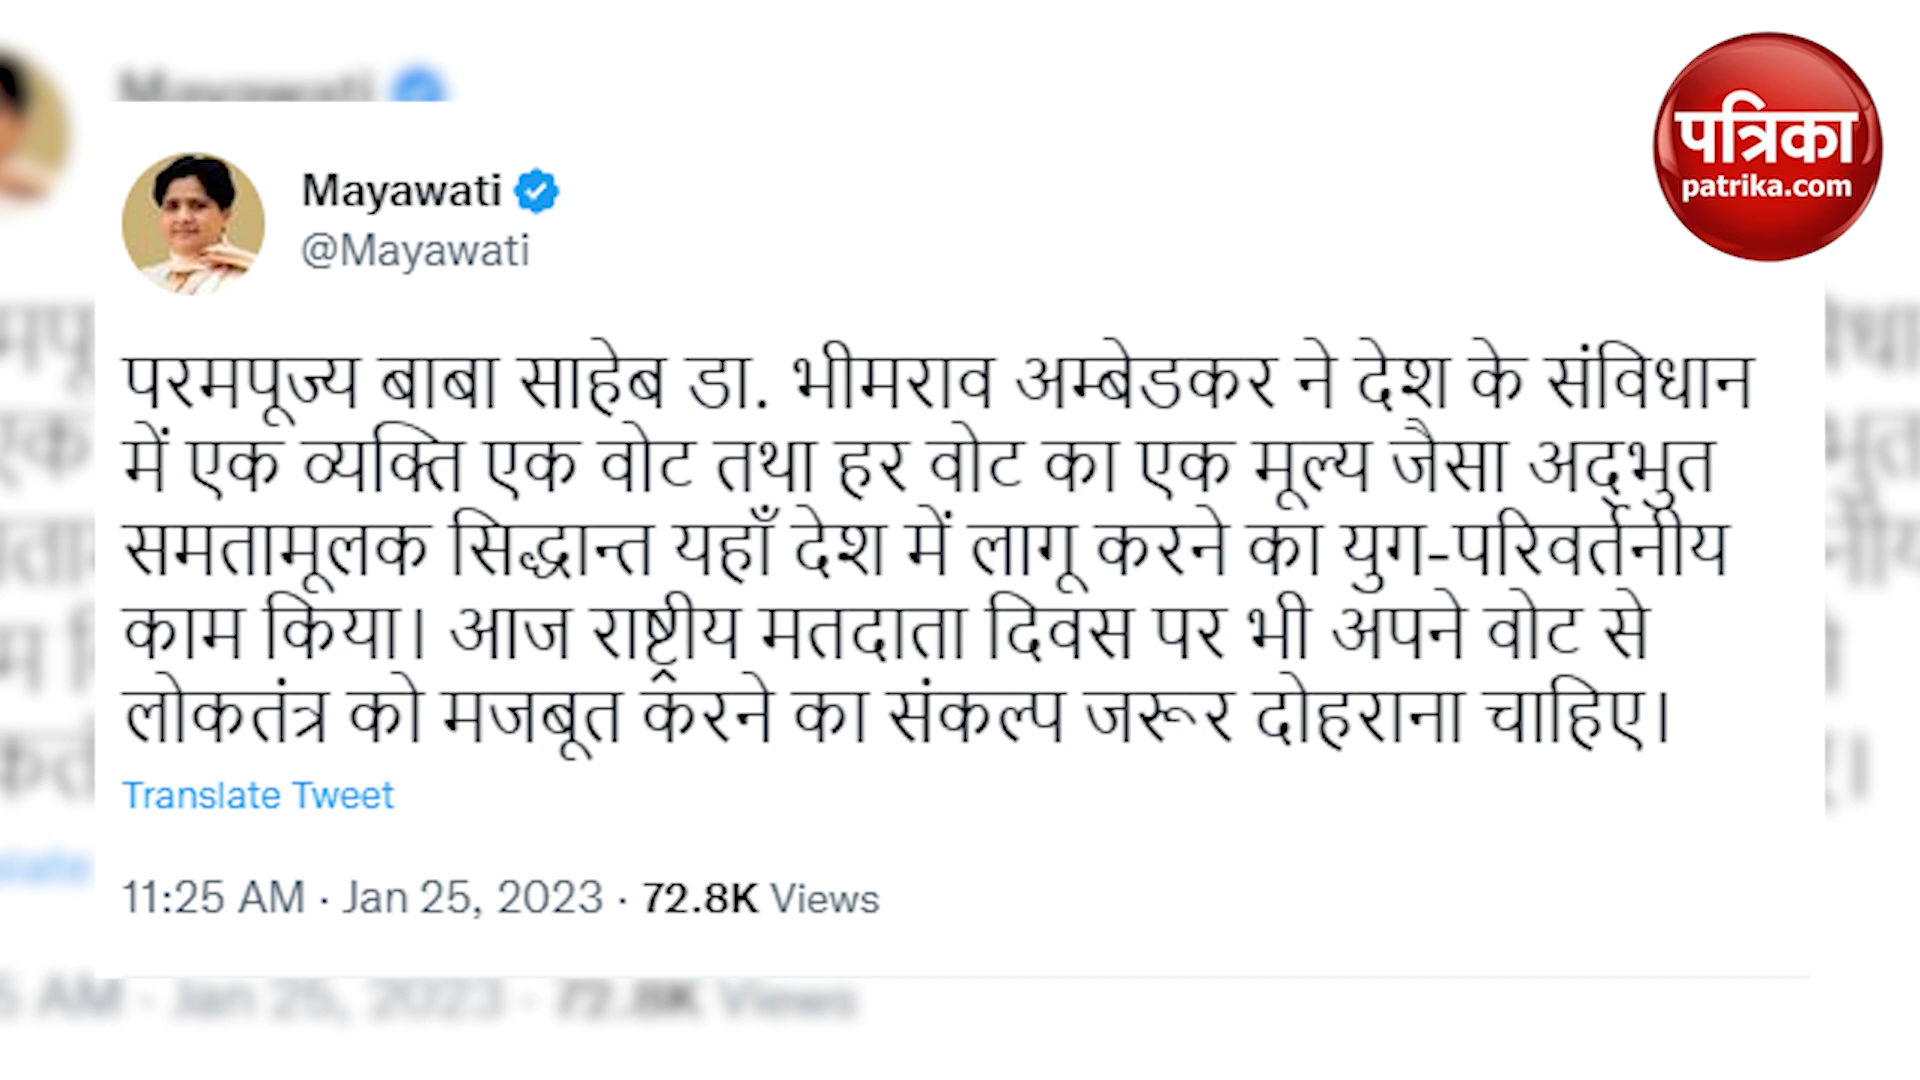 Mayawati
@Mayawati
पत्रिका
patrika.com
परमपूज्य बाबा साहेब डा. भीमराव अम्बेडकर ने देश के संविधान
में एक व्यक्ति एक वोट तथा हर वोट का एक मूल्य जैसा अद्भुत
समतामूलक सिद्धान्त यहाँ देश में लागू करने का युग-परिवर्तनीय
काम किया। आज राष्ट्रीय मतदाता दिवस पर भी अपने वोट से
लोकतंत्र को मजबूत करने का संकल्प जरूर दोहराना चाहिए।
Translate Tweet
11:25 AM · Jan 25, 2023 · 72.8K Views